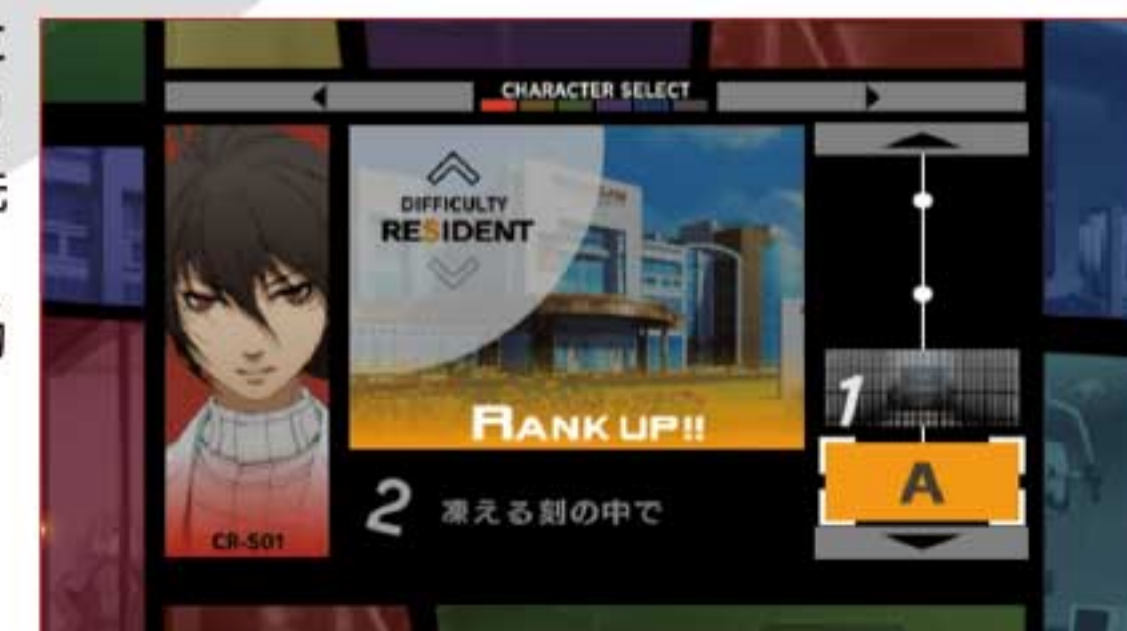 CHARACTER SELECT
DIFFICULTY
RESIDENT
RANK UP!!
1
A
2 凍える刻の中で
CR-S01